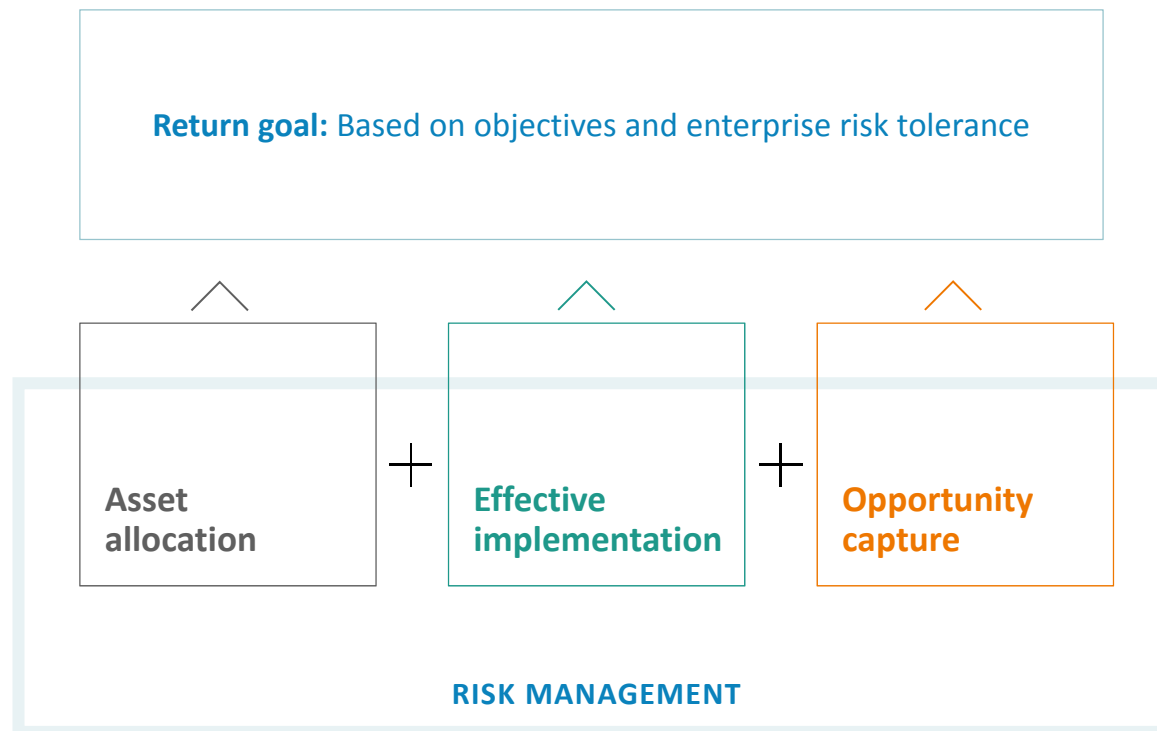 Return goal: Based on objectives and enterprise risk tolerance
Asset
allocation
+
Effective
implementation
+
Opportunity
capture
RISK MANAGEMENT